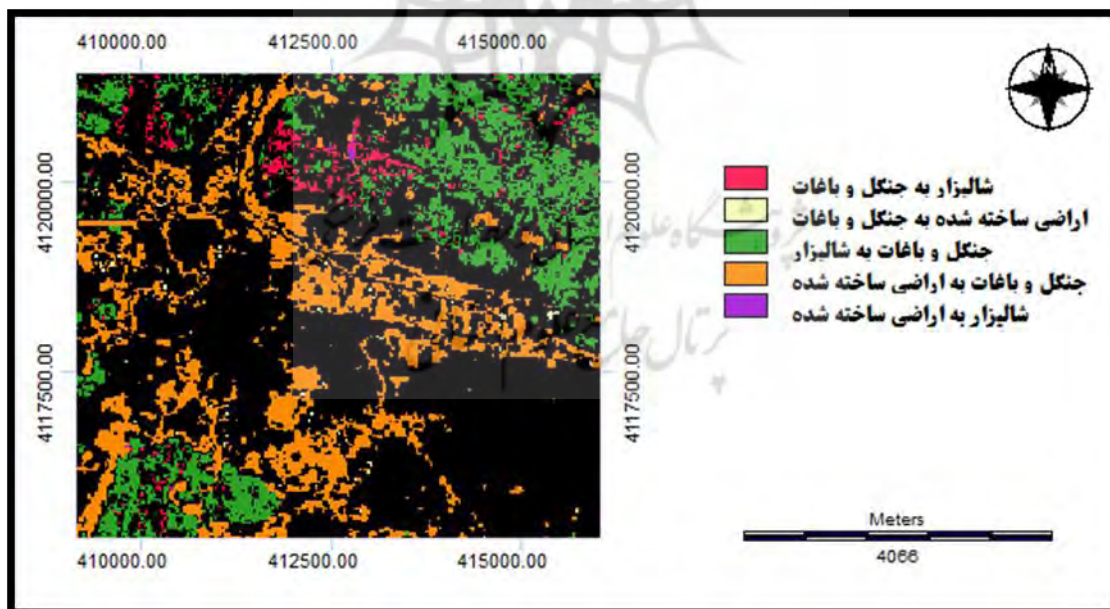 410000.00 412500.00 415000.00
4120000.00
4117500.00
4120000.00
4117500.00
410000.00 412500.00 415000.00
شالیزار به جنگل و باغات
اراضی ساخته شده به جنگل و باغات
جنگل و باغات به شالیزار
جنگل و باغات به اراضی ساخته شده
شالیزار به اراضی ساخته شده
Meters
4066